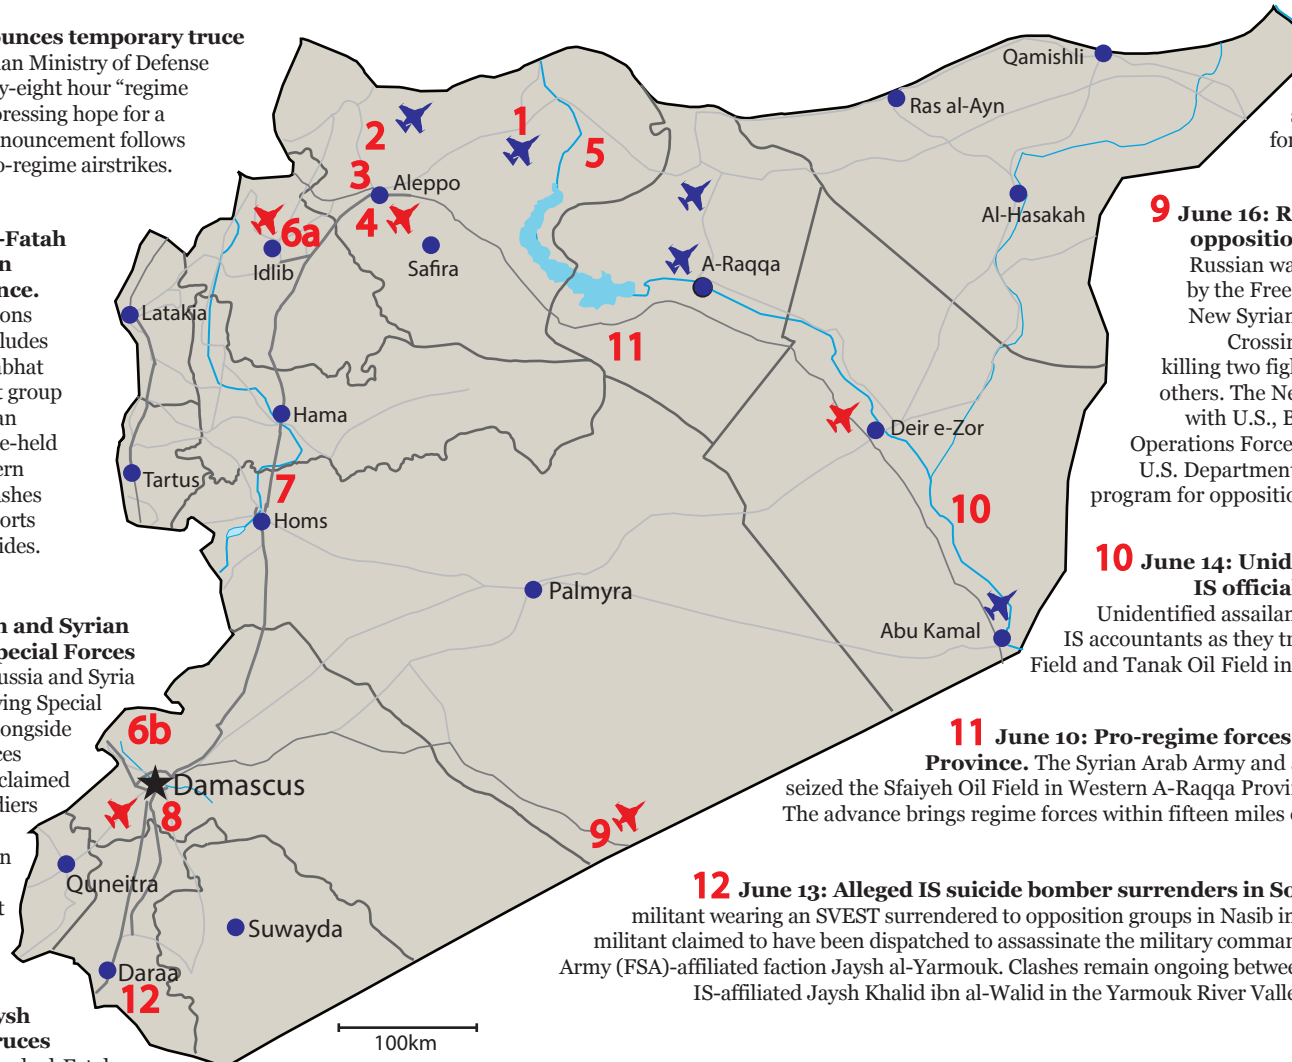 ounces temporary truce
ian Ministry of Defense
y-eight hour “regime
pressing hope for a
nnouncement follows
o-regime airstrikes.
-Fatah
n
nce.
ons
ludes
bhat
t group
an
e-held
ern
shes
orts
ides.
n and Syrian
pecial Forces
ussia and Syria
ving Special
longside
ces
claimed
diers
n
t
ysh
ruces
Qamishli
Ras al-Ayn
1
2
5
3
Aleppo
4
6a
Idlib
Safira
Al-Hasakah
A-Raqqa
Latakia
11
Hama
Deir e-Zor
Tartus
7
Homs
10
Palmyra
Abu Kamal
6b
Damascus
8
9
Quneitra
Suwayda
Daraa
12
100km
for
9 June 16: R
opposition
Russian wa
by the Free
New Syrian
Crossin
killing two figh
others. The Ne
with U.S., B
Operations Force
U.S. Department
program for oppositio
10 June 14: Unid
IS official
Unidentified assailan
IS accountants as they tr
Field and Tanak Oil Field in
11 June 10: Pro-regime forces
Province. The Syrian Arab Army and a
seized the Sfaiyeh Oil Field in Western A-Raqqa Provin
The advance brings regime forces within fifteen miles o
12 June 13: Alleged IS suicide bomber surrenders in So
militant wearing an SVEST surrendered to opposition groups in Nasib in
militant claimed to have been dispatched to assassinate the military comman
Army (FSA)-affiliated faction Jaysh al-Yarmouk. Clashes remain ongoing betwee
IS-affiliated Jaysh Khalid ibn al-Walid in the Yarmouk River Valle